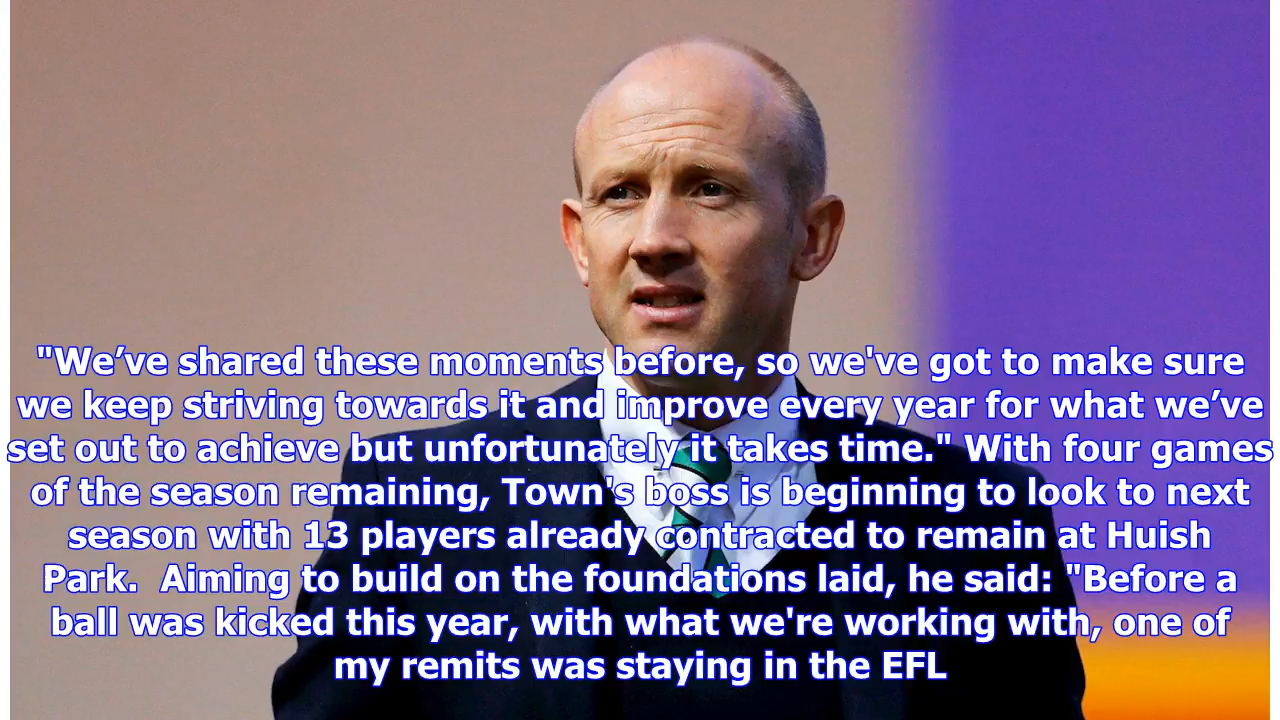 "We’ve shared these moments before, so we've got to make sure
we keep striving towards it and improve every year for what we’ve
set out to achieve but unfortunately it takes time." With four games
of the season remaining, Town's boss is beginning to look to next
season with 13 players already contracted to remain at Huish
Park.  Aiming to build on the foundations laid, he said: "Before a
ball was kicked this year, with what we're working with, one of
my remits was staying in the EFL